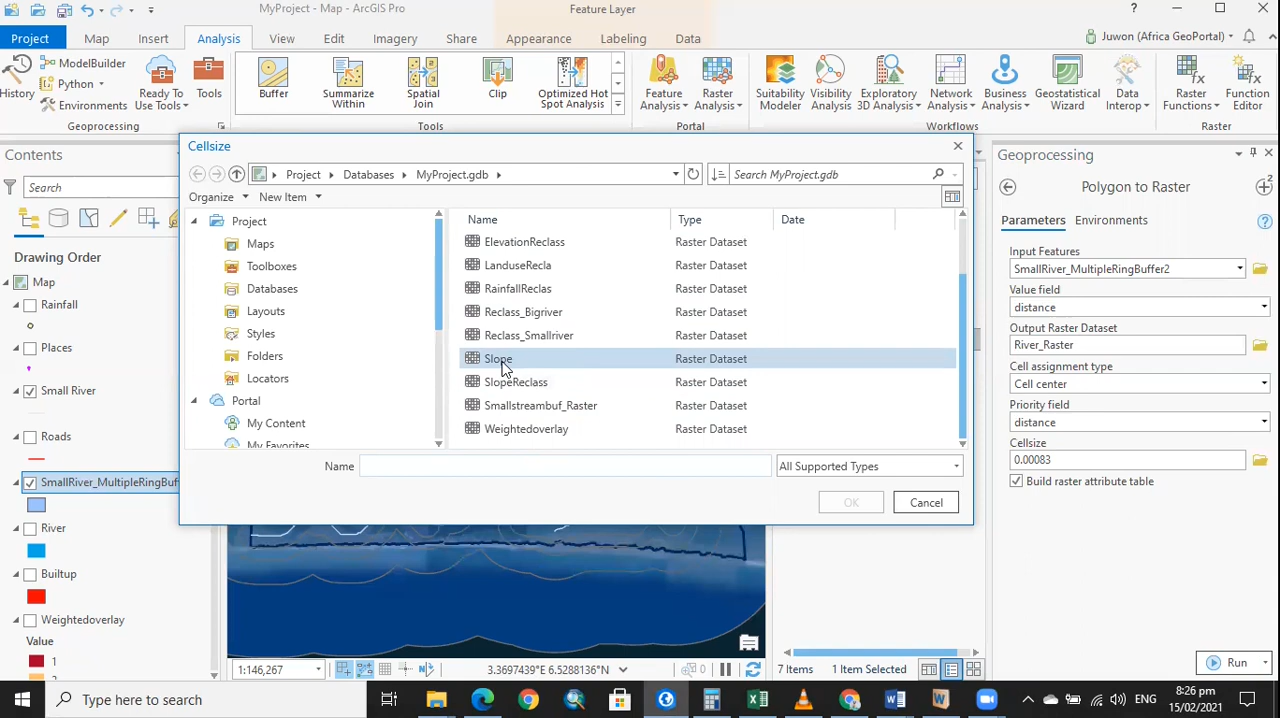 MyProject - Map - ArcGIS Pro
Feature Layer
?
Project Map Insert Analysis View Edit Imagery Share Appearance Labeling Data
Juwon (Africa GeoPortal)
History
ModelBuilder
Python
Environments
Ready To Use Tools
Tools
Buffer
Summarize Within
Spatial Join
Clip
Optimized Hot Spot Analysis
Feature Analysis
Raster Analysis
Suitability Modeler
Visibility Analysis
Exploratory 3D Analysis
Network Analysis
Business Analysis
Geostatistical Wizard
Data Interop
Raster Functions
Function Editor
Geoprocessing
Tools
Portal
Workflows
Raster
Contents
Search
Drawing Order
Map
Rainfall
Places
Small River
Roads
SmallRiver_MultipleRingBuf
River
Builtup
Weightedoverlay
Value
1
2
Cellsize
Project
Databases
MyProject.gdb
Search MyProject.gdb
Organize
New Item
Project
Maps
Toolboxes
Databases
Layouts
Styles
Folders
Locators
Portal
My Content
My Favorites
Name Type Date
ElevationReclass Raster Dataset
LanduseRecla Raster Dataset
RainfallReclas Raster Dataset
Reclass_Bigriver Raster Dataset
Reclass_Smallriver Raster Dataset
Slope Raster Dataset
SlopeReclass Raster Dataset
Smallstreambuf_Raster Raster Dataset
Weightedoverlay Raster Dataset
Name
All Supported Types
OK
Cancel
1:146,267
3.3697439°E 6.5288136°N
0
7 Items
1 Item Selected
Geoprocessing
Polygon to Raster
Parameters Environments
Input Features
SmallRiver_MultipleRingBuffer2
Value field
distance
Output Raster Dataset
River_Raster
Cell assignment type
Cell center
Priority field
distance
Cellsize
0.00083
Build raster attribute table
Run
Type here to search
ENG
8:26 pm
15/02/2021